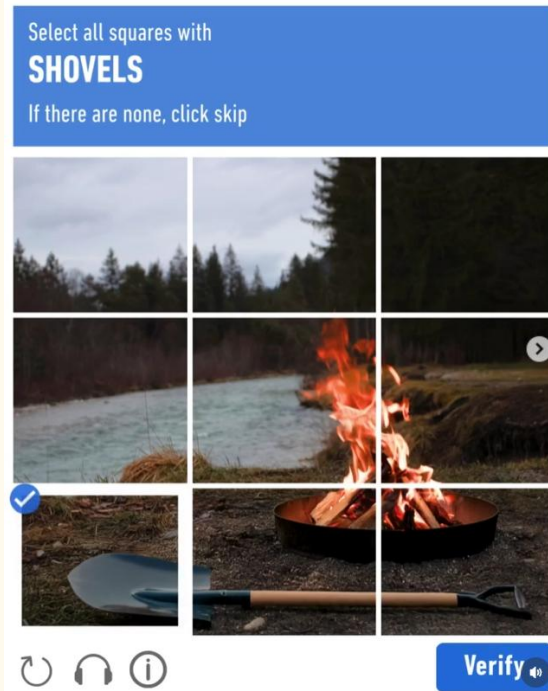 Select all squares with
SHOVELS
If there are none, click skip
Verify